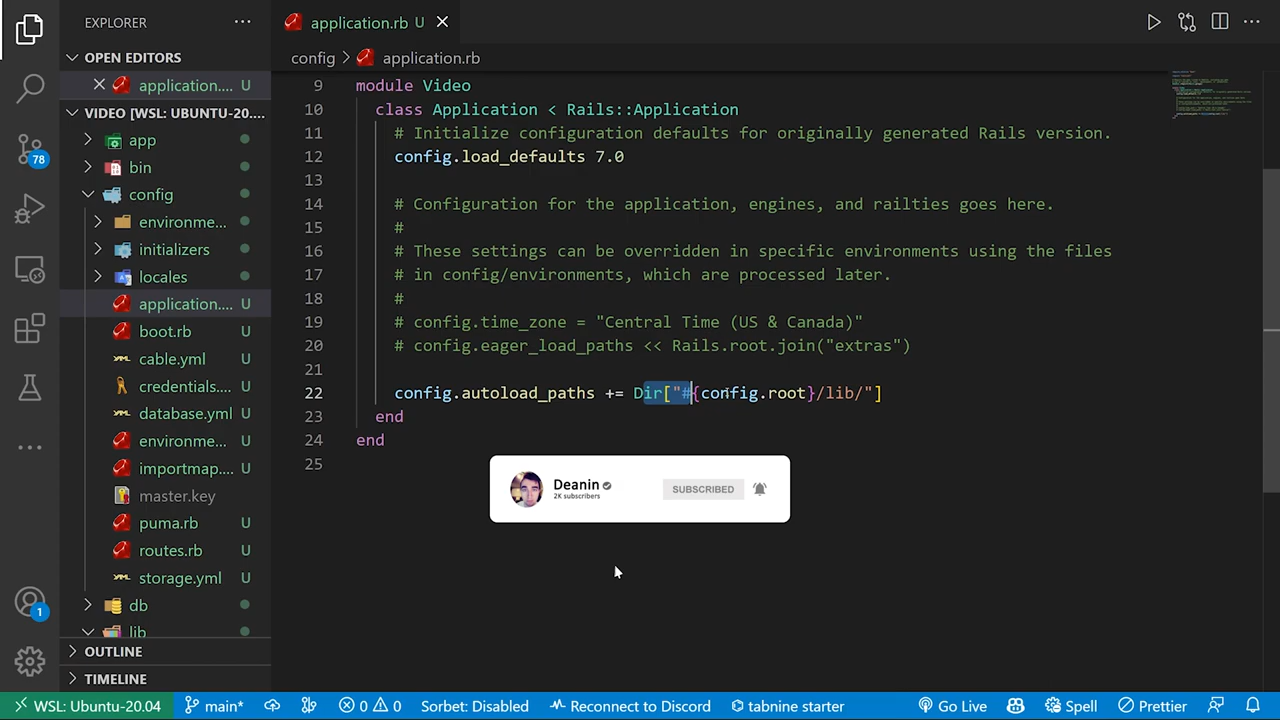 EXPLORER
OPEN EDITORS
application.... U
VIDEO [WSL: UBUNTU-20....
app
bin
config
environme...
initializers
locales
application.... U
boot.rb U
cable.yml U
credentials.... U
database.yml U
environme... U
importmap.... U
master.key
puma.rb U
routes.rb U
storage.yml U
db
lib
OUTLINE
TIMELINE
78
1
application.rb U
config > application.rb
9 module Video
10 class Application < Rails::Application
11 # Initialize configuration defaults for originally generated Rails version.
12 config.load_defaults 7.0
13
14 # Configuration for the application, engines, and railties goes here.
15 #
16 # These settings can be overridden in specific environments using the files
17 # in config/environments, which are processed later.
18 #
19 # config.time_zone = "Central Time (US & Canada)"
20 # config.eager_load_paths << Rails.root.join("extras")
21
22 config.autoload_paths += Dir["#{config.root}/lib/"]
23 end
24 end
25
Deanin
2K subscribers
SUBSCRIBED
WSL: Ubuntu-20.04 main* 0 0 Sorbet: Disabled Reconnect to Discord tabnine starter Go Live Spell Prettier